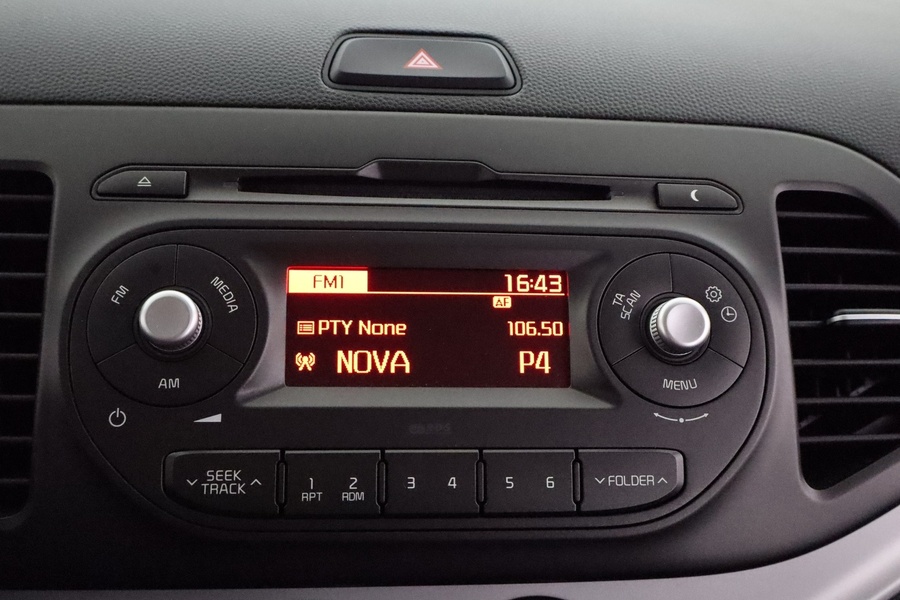 FM1 16:43
AF
PTY None 106.50
NOVA P4
FM
MEDIA
AM
TA
SCAN
MENU
SEEK
TRACK
1
RPT
2
RDM
3 4
5 6
FOLDER